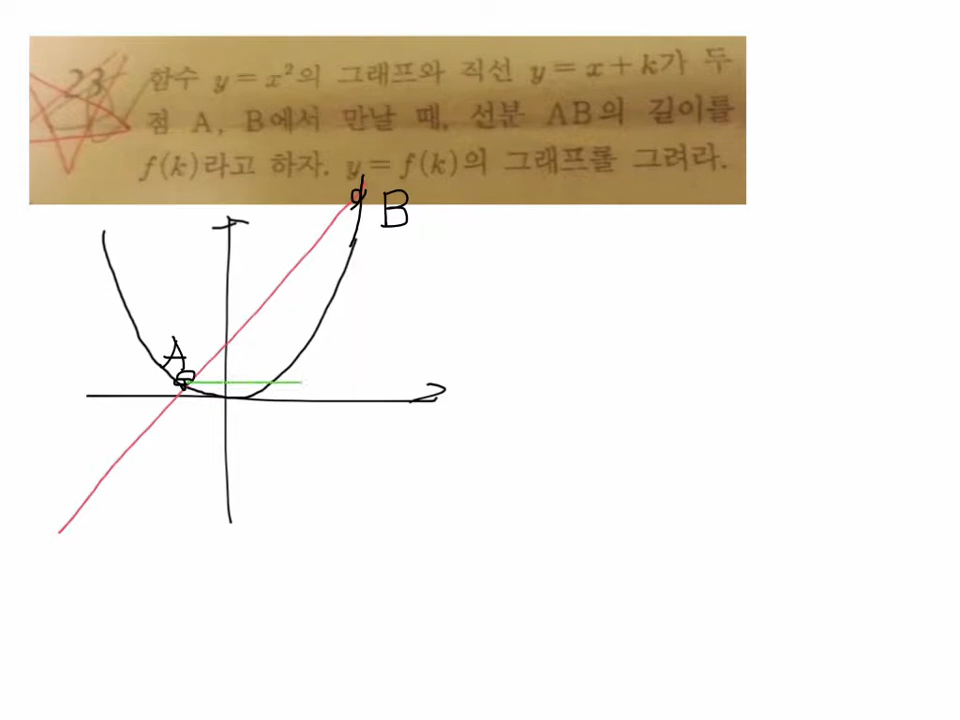 23 함수 y = x²의 그래프와 직선 y = x + k가 두
점 A, B에서 만날 때, 선분 AB의 길이를
f(k)라고 하자. y = f(k)의 그래프를 그려라.
B
A